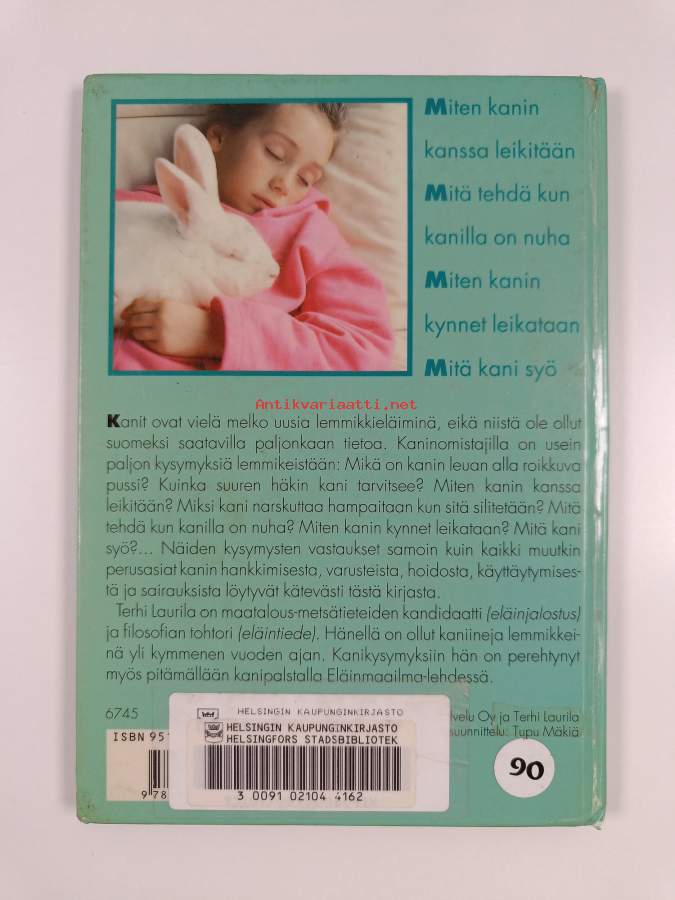 Miten kanin
kanssa leikitään
Mitä tehdä kun
kanilla on nuha
Miten kanin
kynnet leikataan
Mitä kani syö
Antikvariaatti.net
Kanit ovat vielä melko uusia lemmikkieläiminä, eikä niistä ole ollut
suomeksi saatavilla paljonkaan tietoa. Kaninomistajilla on usein
paljon kysymyksiä lemmikeistään: Mikä on kanin leuan alla roikkuva
pussi? Kuinka suuren häkin kani tarvitsee? Miten kanin kanssa
leikitään? Miksi kani narskuttaa hampaitaan kun sitä silitetään? Mitä
tehdä kun kanilla on nuha? Miten kanin kynnet leikataan? Mitä kani
syö?... Näiden kysymysten vastaukset samoin kuin kaikki muutkin
perusasiat kanin hankkimisesta, varusteista, hoidosta, käyttäytymises-
tä ja sairauksista löytyvät kätevästi tästä kirjasta.
Terhi Laurila on maatalous-metsätieteiden kandidaatti (eläinjalostus)
ja filosofian tohtori (eläintiede). Hänellä on ollut kaniineja lemmikkei-
nä yli kymmenen vuoden ajan. Kanikysymyksiin hän on perehtynyt
myös pitämällään kanipalstalla Eläinmaailma-lehdessä.
6745
HELSINGIN KAUPUNGINKIRJASTO
lvelu Oy ja Terhi Laurila
suunnittelu: Tupu Mäkiä
HELSINGIN KAUPUNGINKIRJASTO
HELSINGFORS STADSBIBLIOTEK
ISBN 951
3 0091 02104 4162
9 78
90